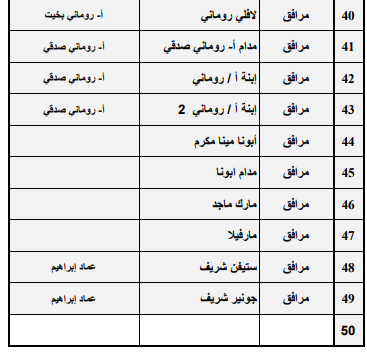 40 مرافق لافلي روماني أ- روماني بخيت
41 مرافق مدام أ- روماني صدقي أ- روماني صدقي
42 مرافق إبنة أ / روماني أ- روماني صدقي
43 مرافق إبنة أ / روماني 2 أ- روماني صدقي
44 مرافق أبونا مينا مكرم
45 مرافق مدام ابونا
46 مرافق مارك ماجد
47 مرافق مارفيلا
48 مرافق ستيفن شريف عماد إبراهيم
49 مرافق جونير شريف عماد إبراهيم
50